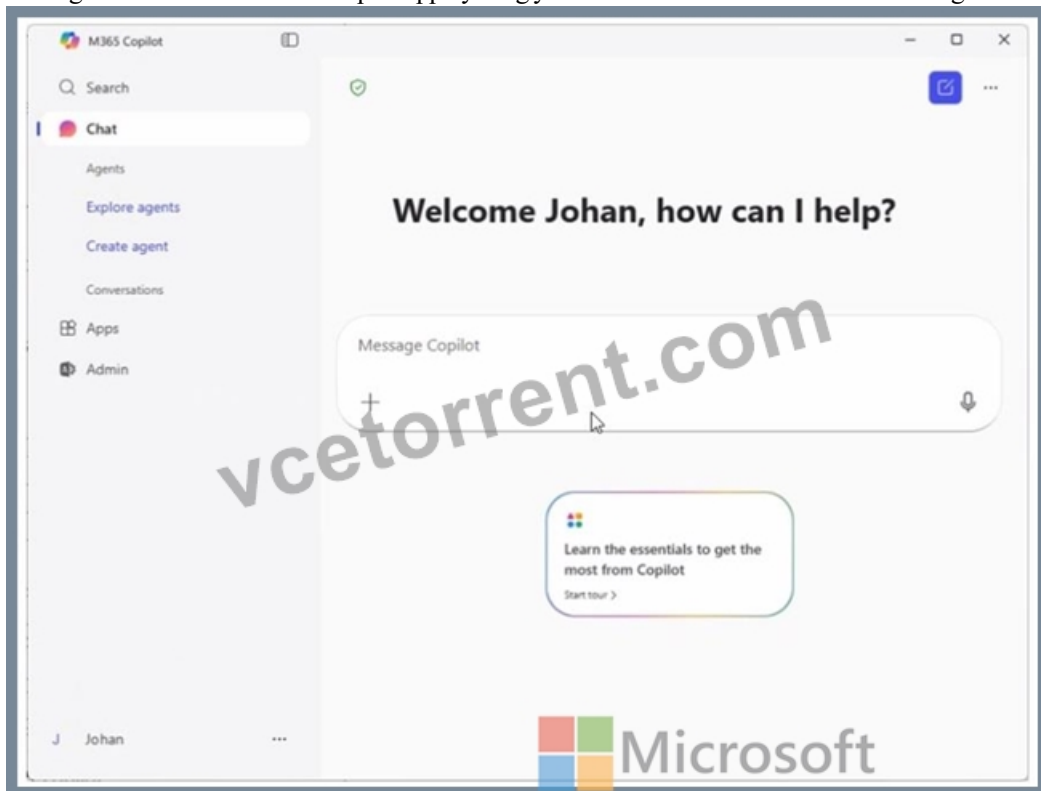 M365 Copilot
Search
Chat
Agents
Explore agents
Create agent
Conversations
Apps
Admin
Johan
J
Welcome Johan, how can I help?
Message Copilot
vcetorrent.com
Learn the essentials to get the
most from Copilot
Start tour >
Microsoft